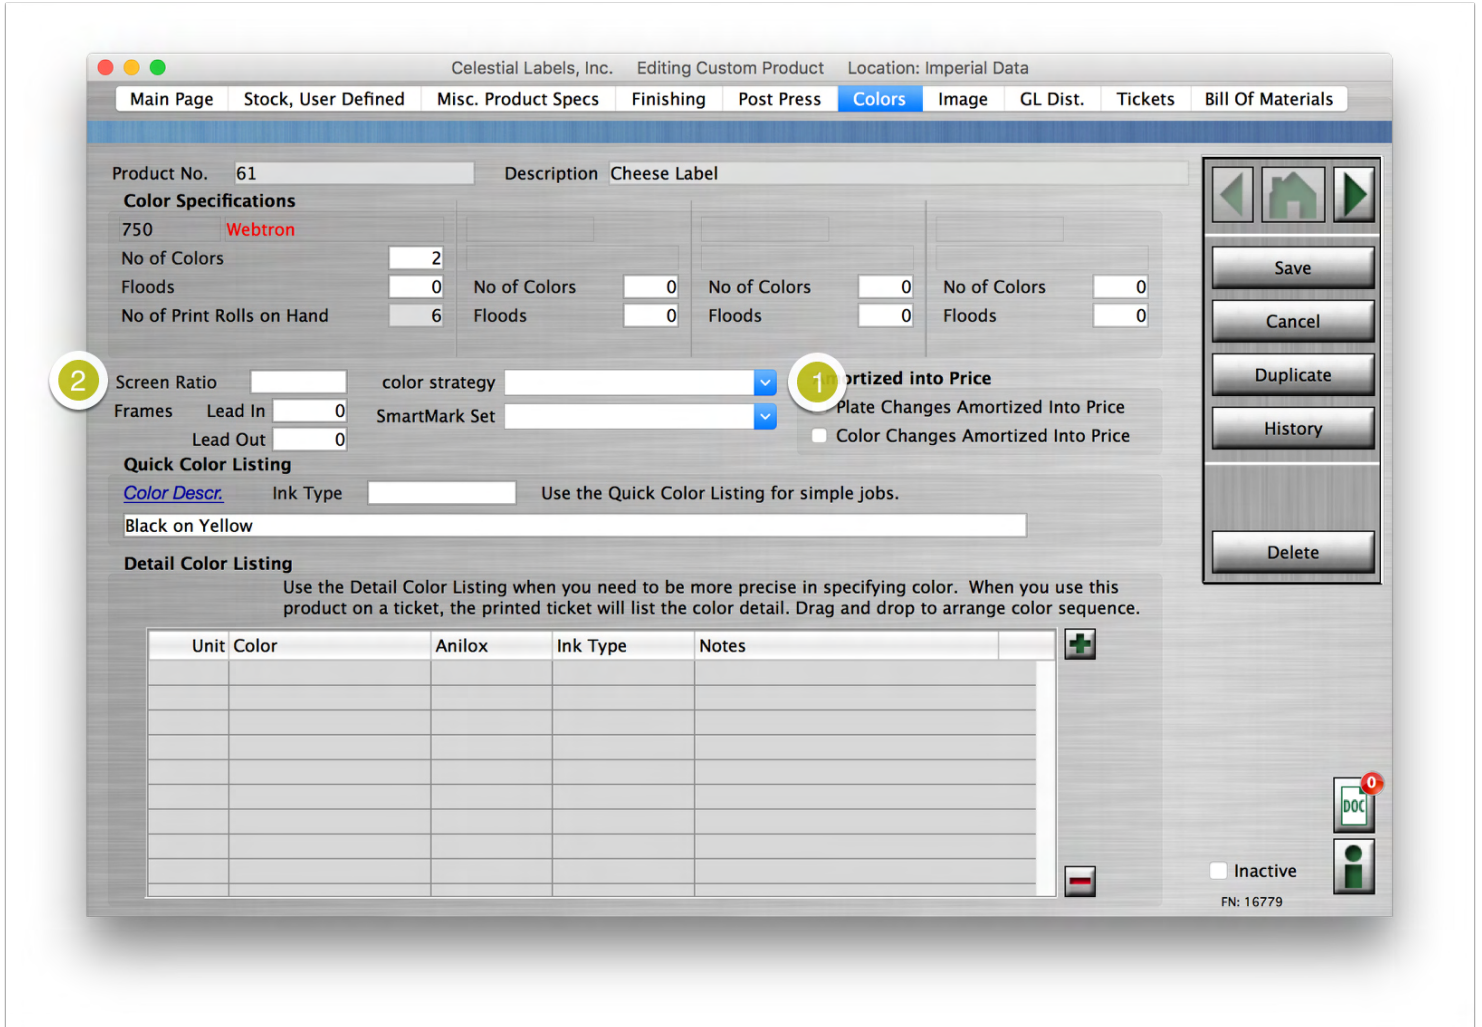 Celestial Labels, Inc. Editing Custom Product Location: Imperial Data
Main Page Stock, User Defined Misc. Product Specs Finishing Post Press Colors Image GL Dist. Tickets Bill Of Materials
Product No. 61 Description Cheese Label
Color Specifications
750 Webtron
No of Colors 2
Floods 0 No of Colors 0 No of Colors 0 No of Colors 0
No of Print Rolls on Hand 6 Floods 0 Floods 0 Floods 0
2 Screen Ratio color strategy 1 ortized into Price
Frames Lead In 0 SmartMark Set Plate Changes Amortized Into Price
Lead Out 0 Color Changes Amortized Into Price
Quick Color Listing
Color Descr. Ink Type Use the Quick Color Listing for simple jobs.
Black on Yellow
Detail Color Listing
Use the Detail Color Listing when you need to be more precise in specifying color. When you use this
product on a ticket, the printed ticket will list the color detail. Drag and drop to arrange color sequence.
Unit Color Anilox Ink Type Notes
Save
Cancel
Duplicate
History
Delete
0
DOC
Inactive
FN: 16779